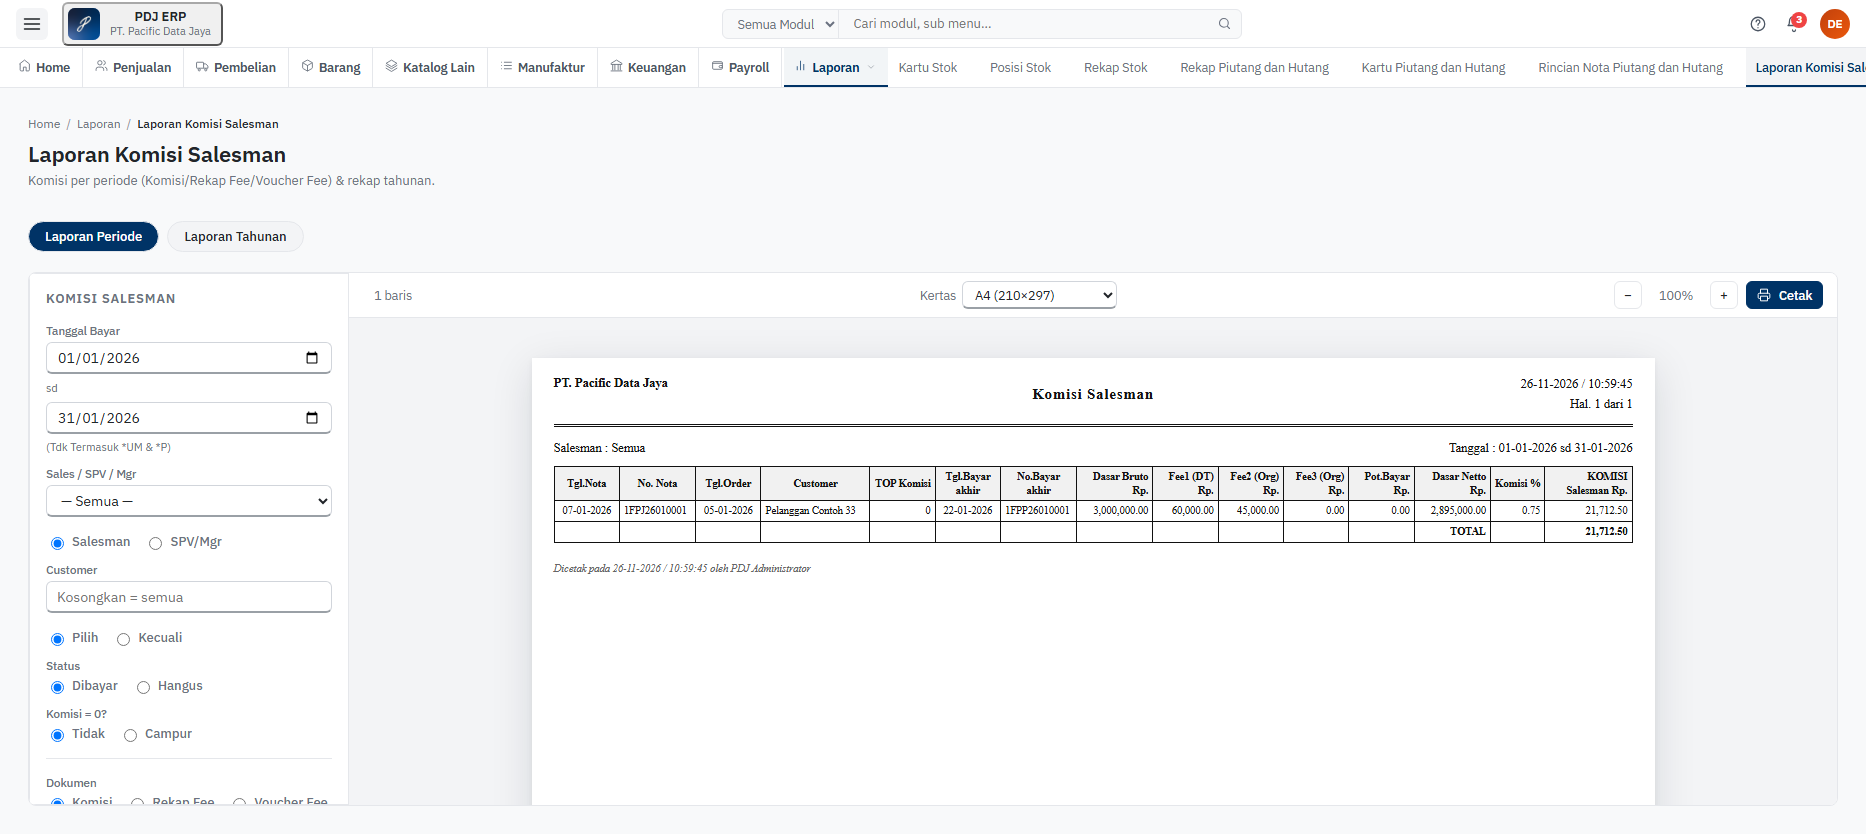 PDJ ERP
PT. Pacific Data Jaya
Semua Modul
Cari modul, sub menu...
3
DE
Home
Penjualan
Pembelian
Barang
Katalog Lain
Manufaktur
Keuangan
Payroll
Laporan
Kartu Stok
Posisi Stok
Rekap Stok
Rekap Piutang dan Hutang
Kartu Piutang dan Hutang
Rincian Nota Piutang dan Hutang
Laporan Komisi Sal
Home / Laporan / Laporan Komisi Salesman
Laporan Komisi Salesman
Komisi per periode (Komisi/Rekap Fee/Voucher Fee) & rekap tahunan.
Laporan Periode
Laporan Tahunan
KOMISI SALESMAN
Tanggal Bayar
01/01/2026
sd
31/01/2026
(Tdk Termasuk *UM & *P)
Sales / SPV / Mgr
— Semua —
Salesman
SPV/Mgr
Customer
Kosongkan = semua
Pilih
Kecuali
Status
Dibayar
Hangus
Komisi = 0?
Tidak
Campur
Dokumen
Komisi
Rekap Fee
Voucher Fee
1 baris
Kertas
A4 (210×297)
−
100%
+
Cetak
PT. Pacific Data Jaya
Komisi Salesman
26-11-2026 / 10:59:45
Hal. 1 dari 1
Salesman : Semua
Tanggal : 01-01-2026 sd 31-01-2026
Tgl.Nota No. Nota Tgl.Order Customer TOP Komisi Tgl.Bayar akhir No.Bayar akhir Dasar Bruto Rp. Fee1 (DT) Rp. Fee2 (Org) Rp. Fee3 (Org) Rp. Pot.Bayar Rp. Dasar Netto Rp. Komisi % KOMISI Salesman Rp.
07-01-2026 1FPJ26010001 05-01-2026 Pelanggan Contoh 33 0 22-01-2026 1FPP26010001 3,000,000.00 60,000.00 45,000.00 0.00 0.00 2,895,000.00 0.75 21,712.50
TOTAL 21,712.50
Dicetak pada 26-11-2026 / 10:59:45 oleh PDJ Administrator